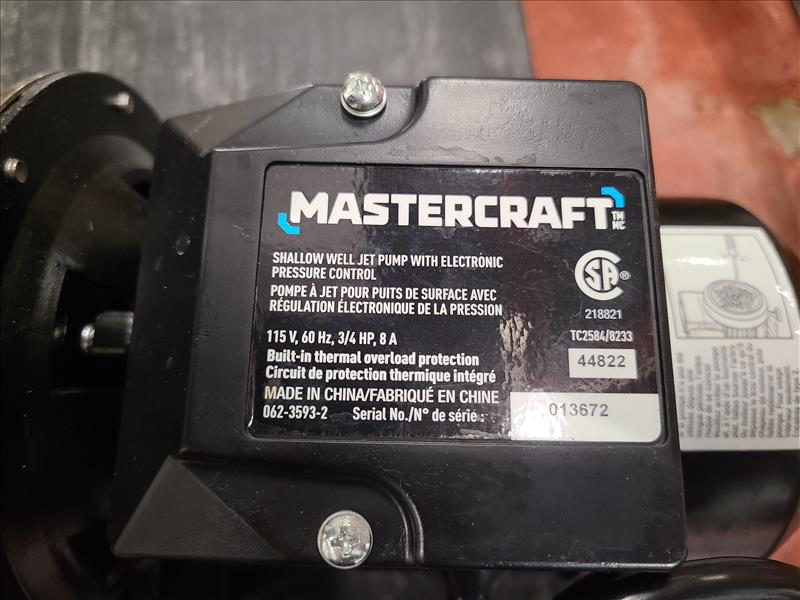 MASTERCRAFT TM MC
SHALLOW WELL JET PUMP WITH ELECTRONIC
PRESSURE CONTROL
POMPE À JET POUR PUITS DE SURFACE AVEC
RÉGULATION ÉLECTRONIQUE DE LA PRESSION
115 V, 60 Hz, 3/4 HP, 8 A
Built-in thermal overload protection
Circuit de protection thermique intégré
MADE IN CHINA/FABRIQUÉ EN CHINE
062-3593-2 Serial No./N° de série : 013672
CSA ®
218821
TC2584/8233
44822